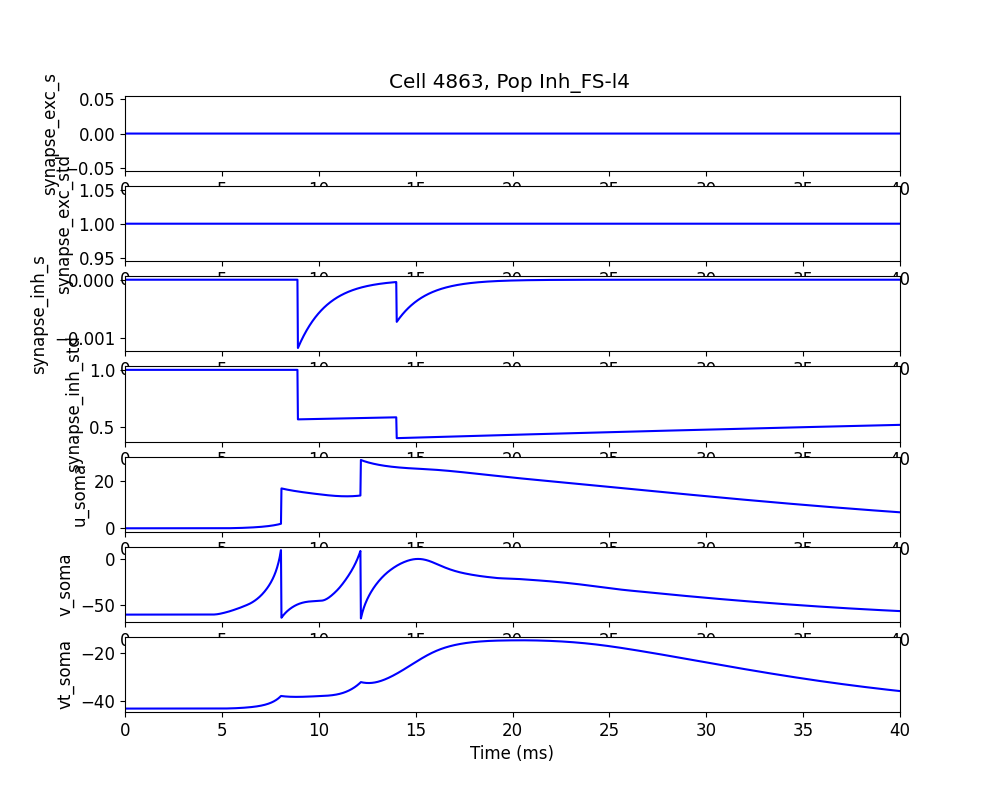 Cell 4863, Pop Inh_FS-l4
synapse_exc_s
0.05
0.00
0.05
synapse_exc_std
1.05
1.00
0.95
synapse_inh_s
0.000
0.001
synapse_inh_std
1.0
0.5
u_soma
20
0
v_soma
0
−50
vt_soma
−20
−40
0 5 10 15 20 25 30 35 40
Time (ms)